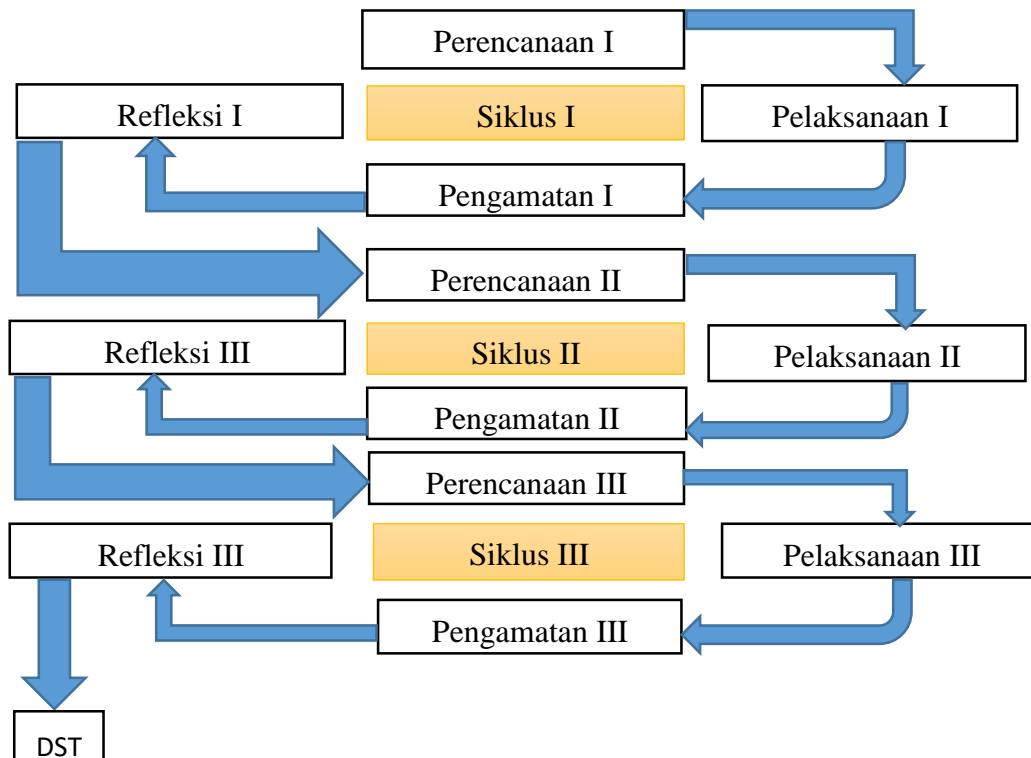 Perencanaan I
Refleksi I
Siklus I
Pelaksanaan I
Pengamatan I
Perencanaan II
Refleksi III
Siklus II
Pelaksanaan II
Pengamatan II
Perencanaan III
Refleksi III
Siklus III
Pelaksanaan III
Pengamatan III
DST